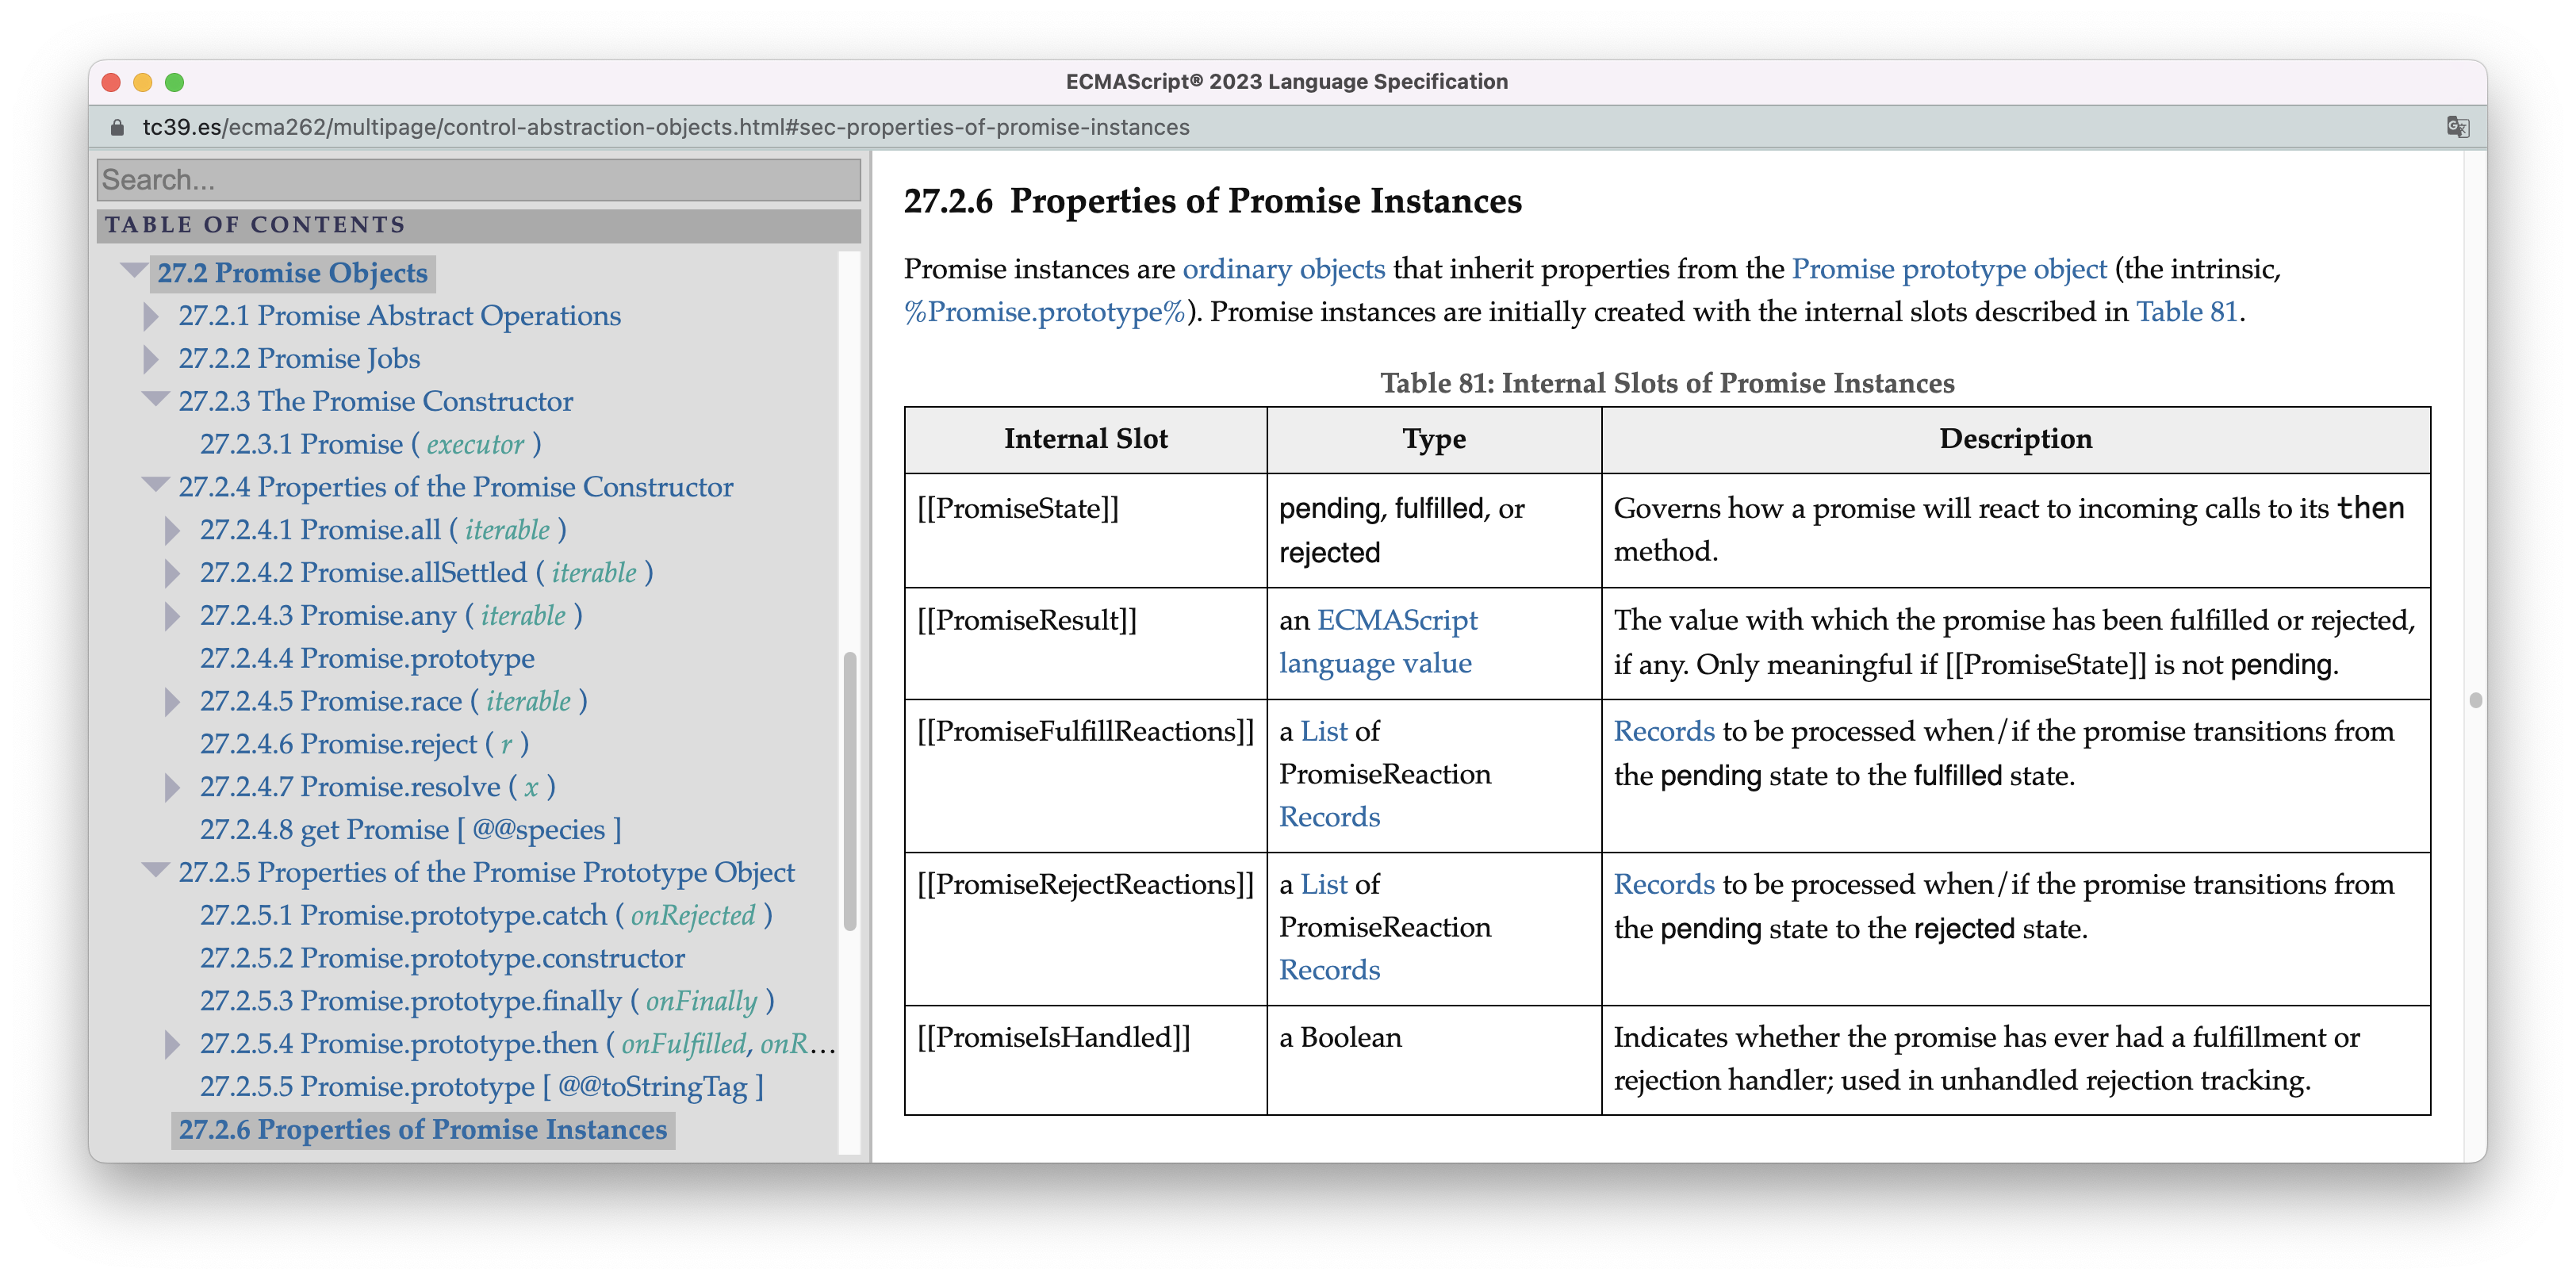 ECMAScript® 2023 Language Specification
tc39.es/ecma262/multipage/control-abstraction-objects.html#sec-properties-of-promise-instances
Search...
TABLE OF CONTENTS
27.2 Promise Objects
27.2.1 Promise Abstract Operations
27.2.2 Promise Jobs
27.2.3 The Promise Constructor
27.2.3.1 Promise ( executor )
27.2.4 Properties of the Promise Constructor
27.2.4.1 Promise.all ( iterable )
27.2.4.2 Promise.allSettled ( iterable )
27.2.4.3 Promise.any ( iterable )
27.2.4.4 Promise.prototype
27.2.4.5 Promise.race ( iterable )
27.2.4.6 Promise.reject ( r )
27.2.4.7 Promise.resolve ( x )
27.2.4.8 get Promise [ @@species ]
27.2.5 Properties of the Promise Prototype Object
27.2.5.1 Promise.prototype.catch ( onRejected )
27.2.5.2 Promise.prototype.constructor
27.2.5.3 Promise.prototype.finally ( onFinally )
27.2.5.4 Promise.prototype.then ( onFulfilled, onR…
27.2.5.5 Promise.prototype [ @@toStringTag ]
27.2.6 Properties of Promise Instances
27.2.6 Properties of Promise Instances
Promise instances are ordinary objects that inherit properties from the Promise prototype object (the intrinsic,
%Promise.prototype%). Promise instances are initially created with the internal slots described in Table 81.
Table 81: Internal Slots of Promise Instances
Internal Slot Type Description
[[PromiseState]] pending, fulfilled, or Governs how a promise will react to incoming calls to its then
rejected method.
[[PromiseResult]] an ECMAScript The value with which the promise has been fulfilled or rejected,
language value if any. Only meaningful if [[PromiseState]] is not pending.
[[PromiseFulfillReactions]] a List of Records to be processed when/if the promise transitions from
PromiseReaction the pending state to the fulfilled state.
Records
[[PromiseRejectReactions]] a List of Records to be processed when/if the promise transitions from
PromiseReaction the pending state to the rejected state.
Records
[[PromiseIsHandled]] a Boolean Indicates whether the promise has ever had a fulfillment or
rejection handler; used in unhandled rejection tracking.